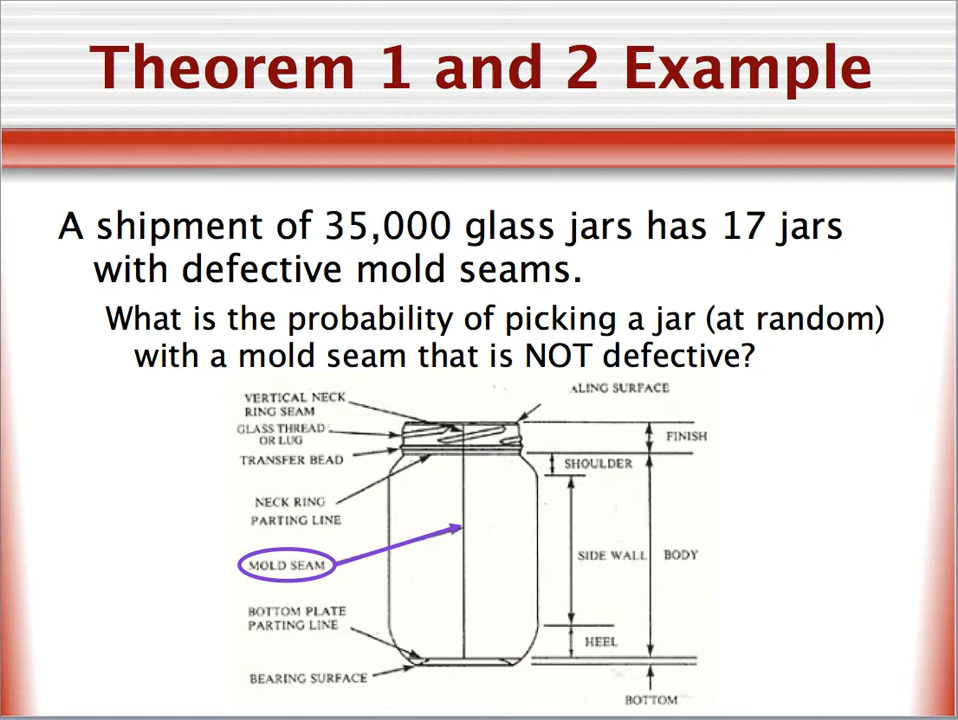 Theorem 1 and 2 Example
A shipment of 35,000 glass jars has 17 jars
with defective mold seams.
What is the probability of picking a jar (at random)
with a mold seam that is NOT defective?
VERTICAL NECK
RING SEAM
ALING SURFACE
GLASS THREAD
OR LUG
FINISH
TRANSFER BEAD
SHOULDER
NECK RING
PARTING LINE
SIDE WALL
BODY
MOLD SEAM
BOTTOM PLATE
PARTING LINE
HEEL
BEARING SURFACE
BOTTOM